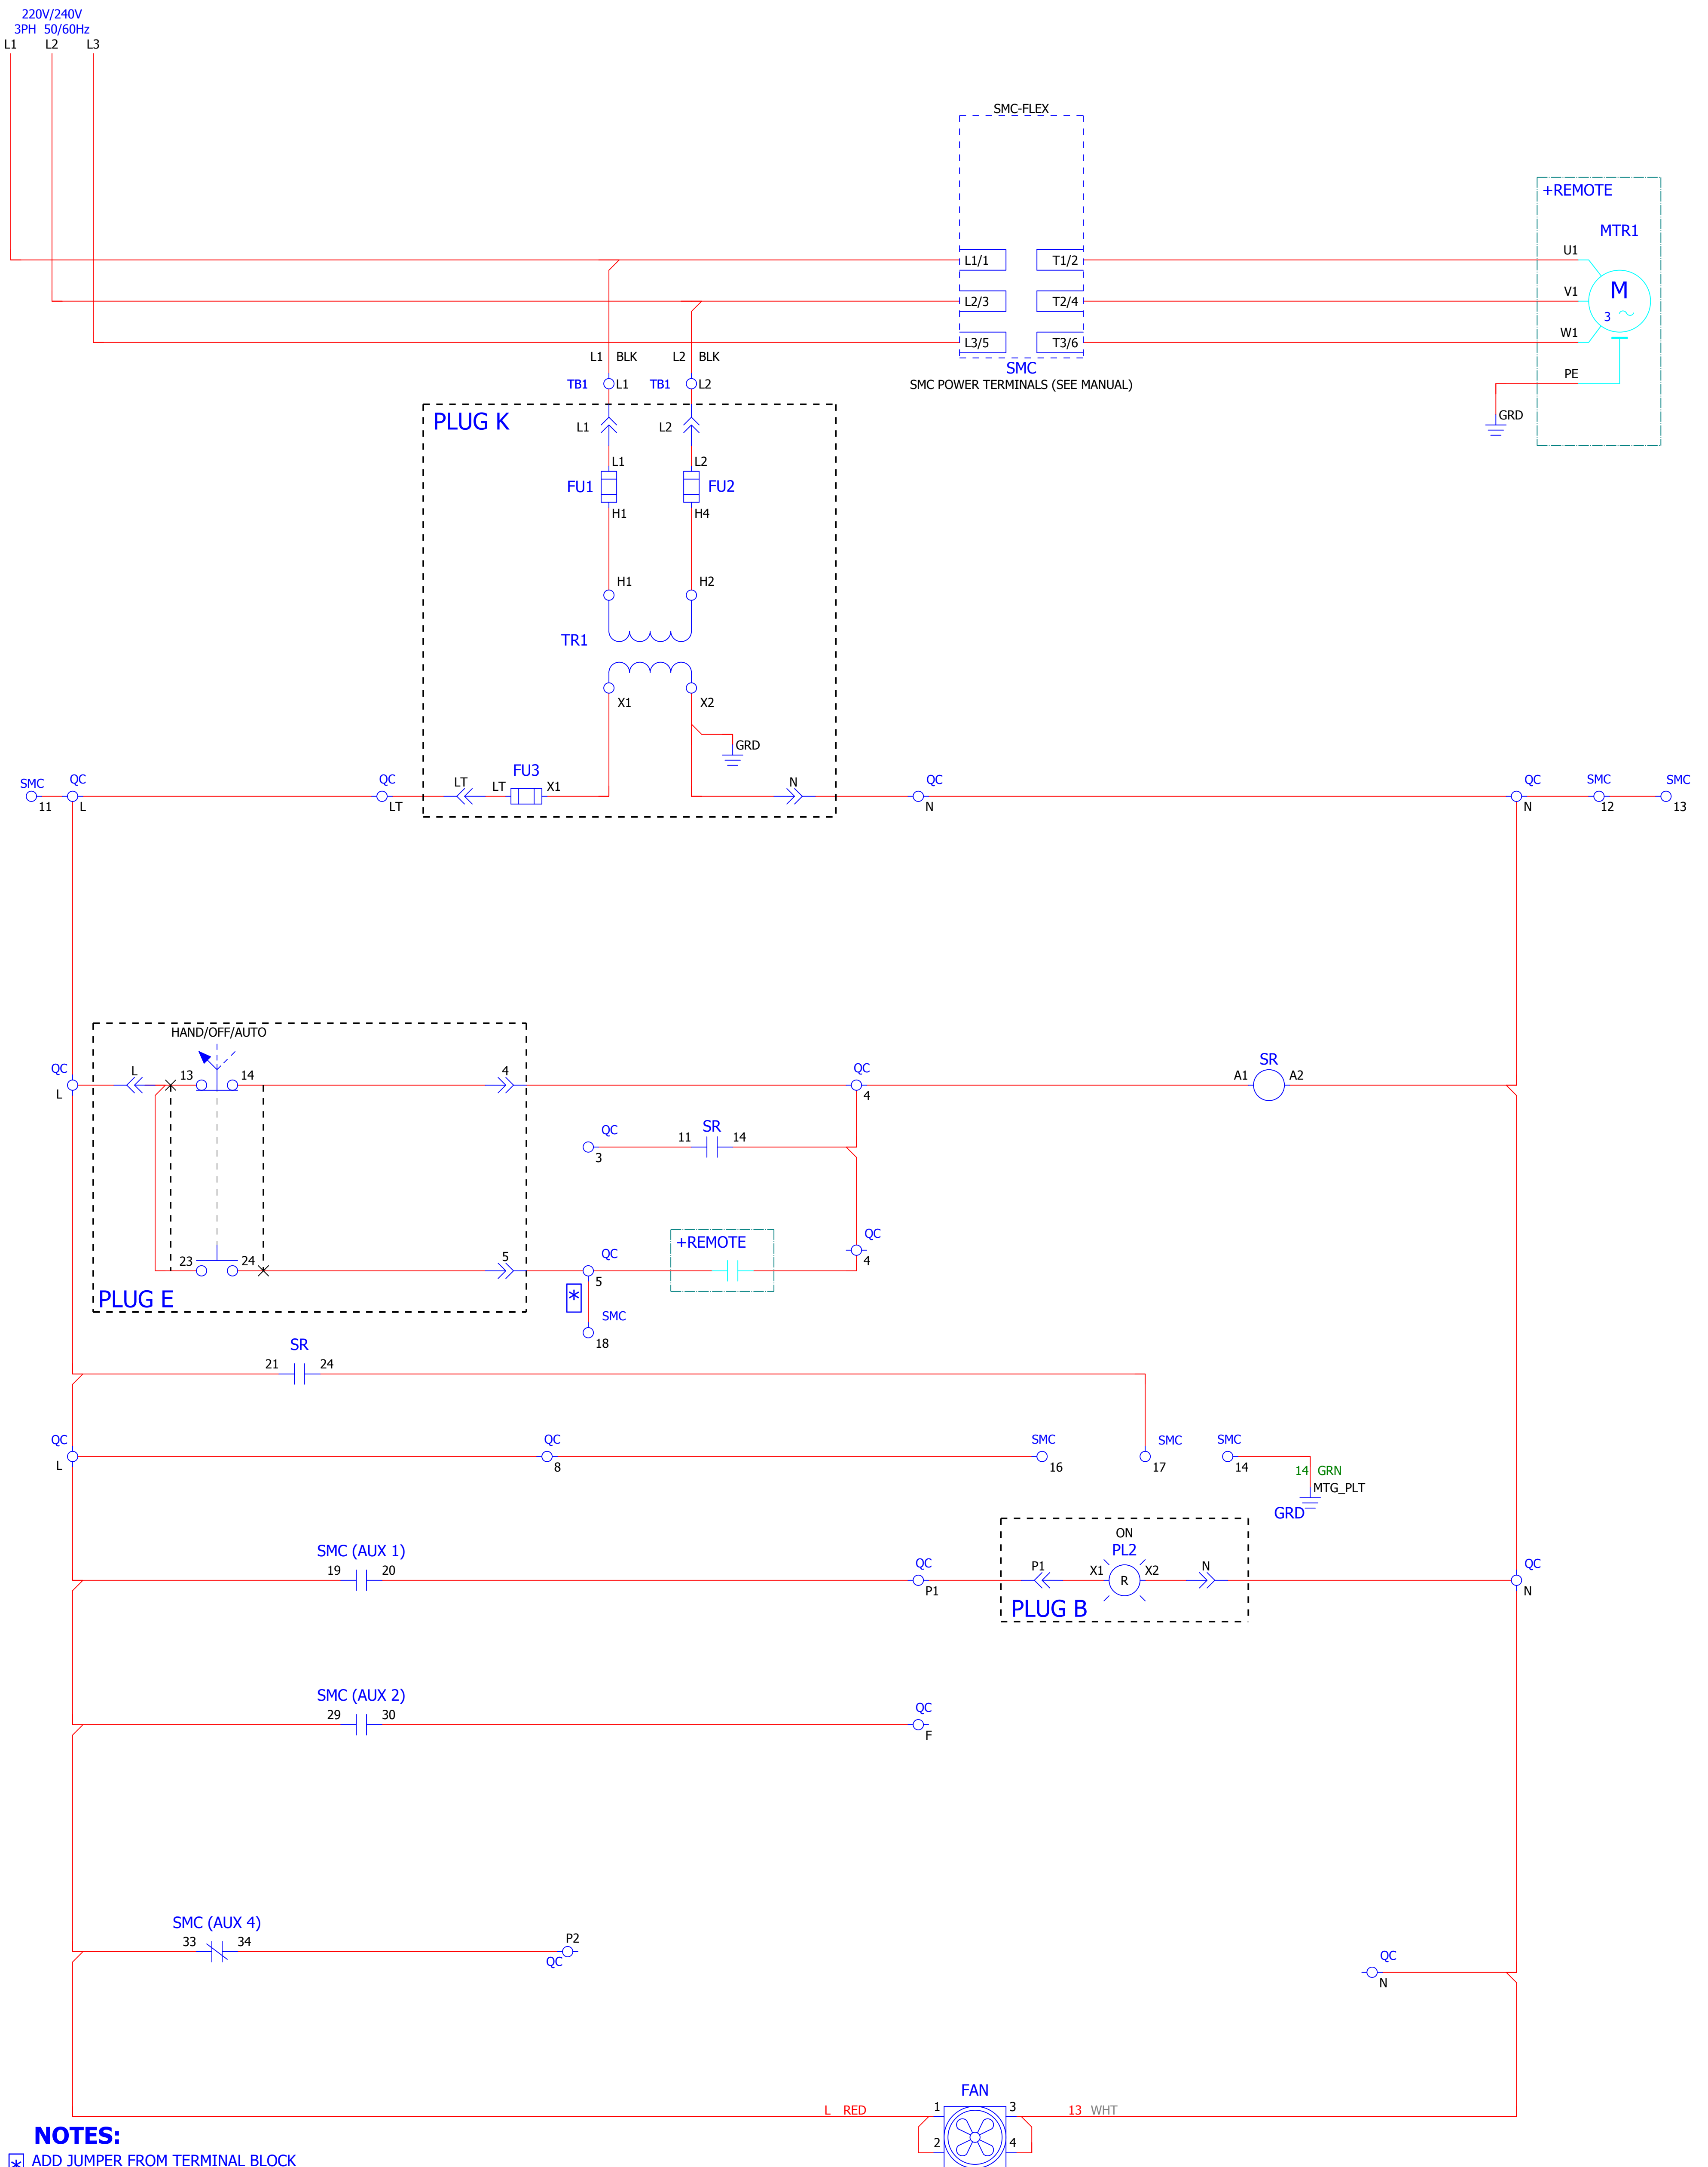 220V/240V
3PH 50/60Hz
L1 L2 L3
SMC-FLEX
+REMOTE
MTR1
U1
L1/1 T1/2
M
3
V1
L2/3 T2/4
W1
L3/5 T3/6
L1 BLK L2 BLK
SMC
SMC POWER TERMINALS (SEE MANUAL)
PE
TB1 L1 TB1 L2
GRD
PLUG K
L1 L2
L1 L2
FU1 FU2
H1 H4
H1 H2
TR1
X1 X2
GRD
SMC QC QC LT LT FU3 X1 N QC QC SMC SMC
11 L LT N N 12 13
HAND/OFF/AUTO
QC L 13 14 4 QC SR
A1 A2
L 4
QC 11 SR 14
3
QC
4
+REMOTE
23 24 5 QC
5
*
PLUG E
SMC
18
SR
21 24
QC QC SMC SMC SMC
L 8 16 17 14
14 GRN
MTG_PLT
GRD
ON
PL2
SMC (AUX 1)
19 20 QC P1 X1 R X2 N QC
P1 N
PLUG B
SMC (AUX 2)
29 30 QC
F
SMC (AUX 4)
33 34 P2
QC
QC
N
FAN
L RED 1 3 13 WHT
2 4
NOTES:
* ADD JUMPER FROM TERMINAL BLOCK